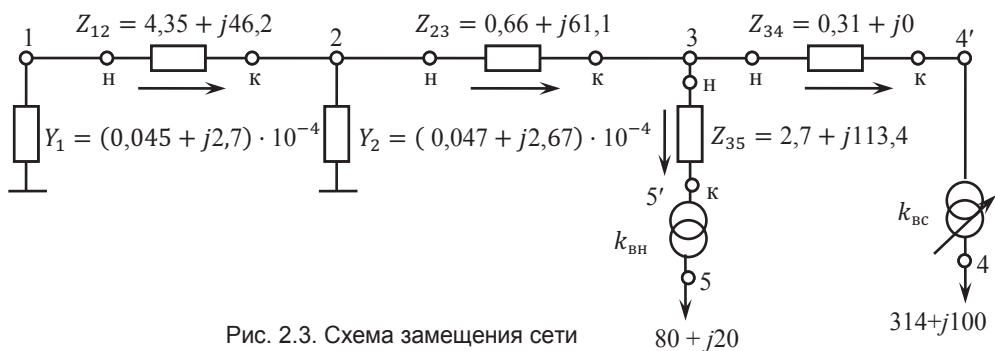 Z₁₂ = 4,35 + j46,2
Z₂₃ = 0,66 + j61,1
Z₃₄ = 0,31 + j0
1
2
3
4′
н
к
н
к
н
к
н
Y₁ = (0,045 + j2,7) · 10⁻⁴
Y₂ = ( 0,047 + j2,67) · 10⁻⁴
Z₃₅ = 2,7 + j113,4
5′
к
k_вн
k_вс
5
4
80 + j20
314+j100
Рис. 2.3. Схема замещения сети